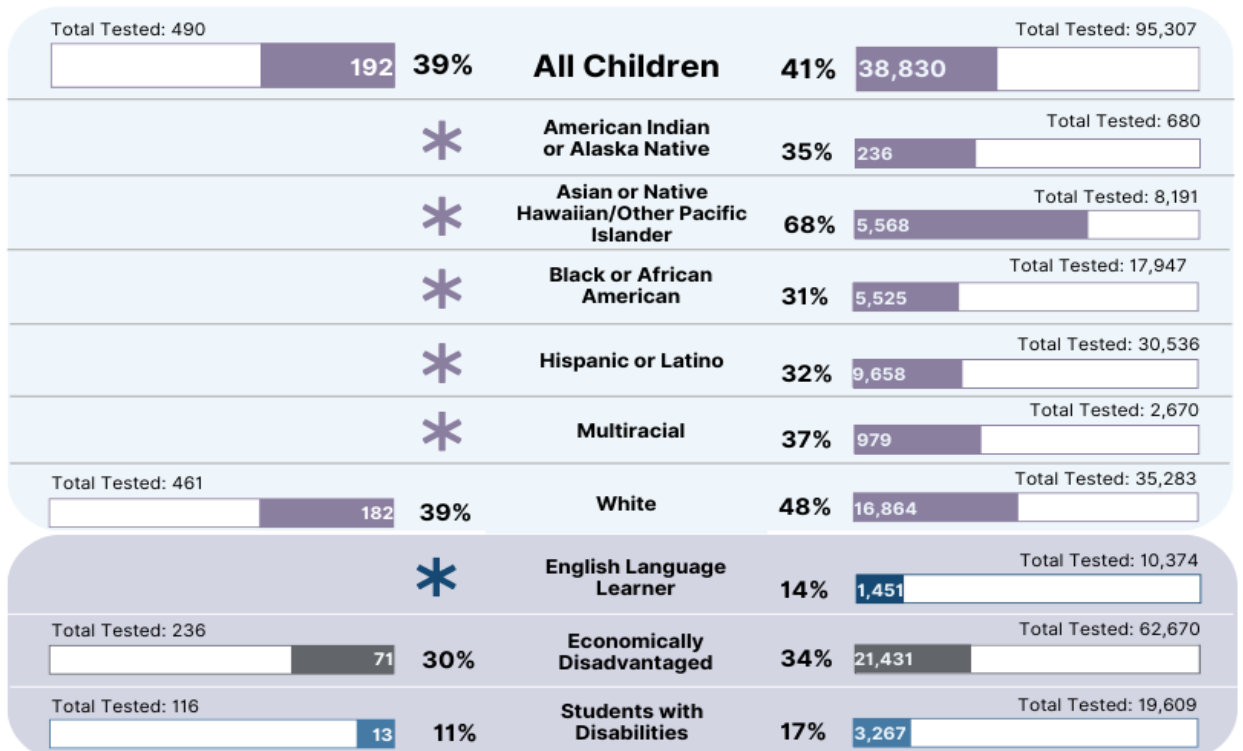 Total Tested: 490
Total Tested: 95,307
192 39% All Children 41% 38,830
Total Tested: 680
American Indian
or Alaska Native
* 35% 236
Total Tested: 8,191
Asian or Native
Hawaiian/Other Pacific
Islander
* 68% 5,568
Total Tested: 17,947
Black or African
American
* 31% 5,525
Total Tested: 30,536
* Hispanic or Latino 32% 9,658
Total Tested: 2,670
* Multiracial 37% 979
Total Tested: 461
Total Tested: 35,283
182 39% White 48% 16,864
Total Tested: 10,374
English Language
Learner
* 14% 1,451
Total Tested: 236
Total Tested: 62,670
Economically
Disadvantaged
71 30% 34% 21,431
Total Tested: 116
Total Tested: 19,609
Students with
Disabilities
13 11% 17% 3,267